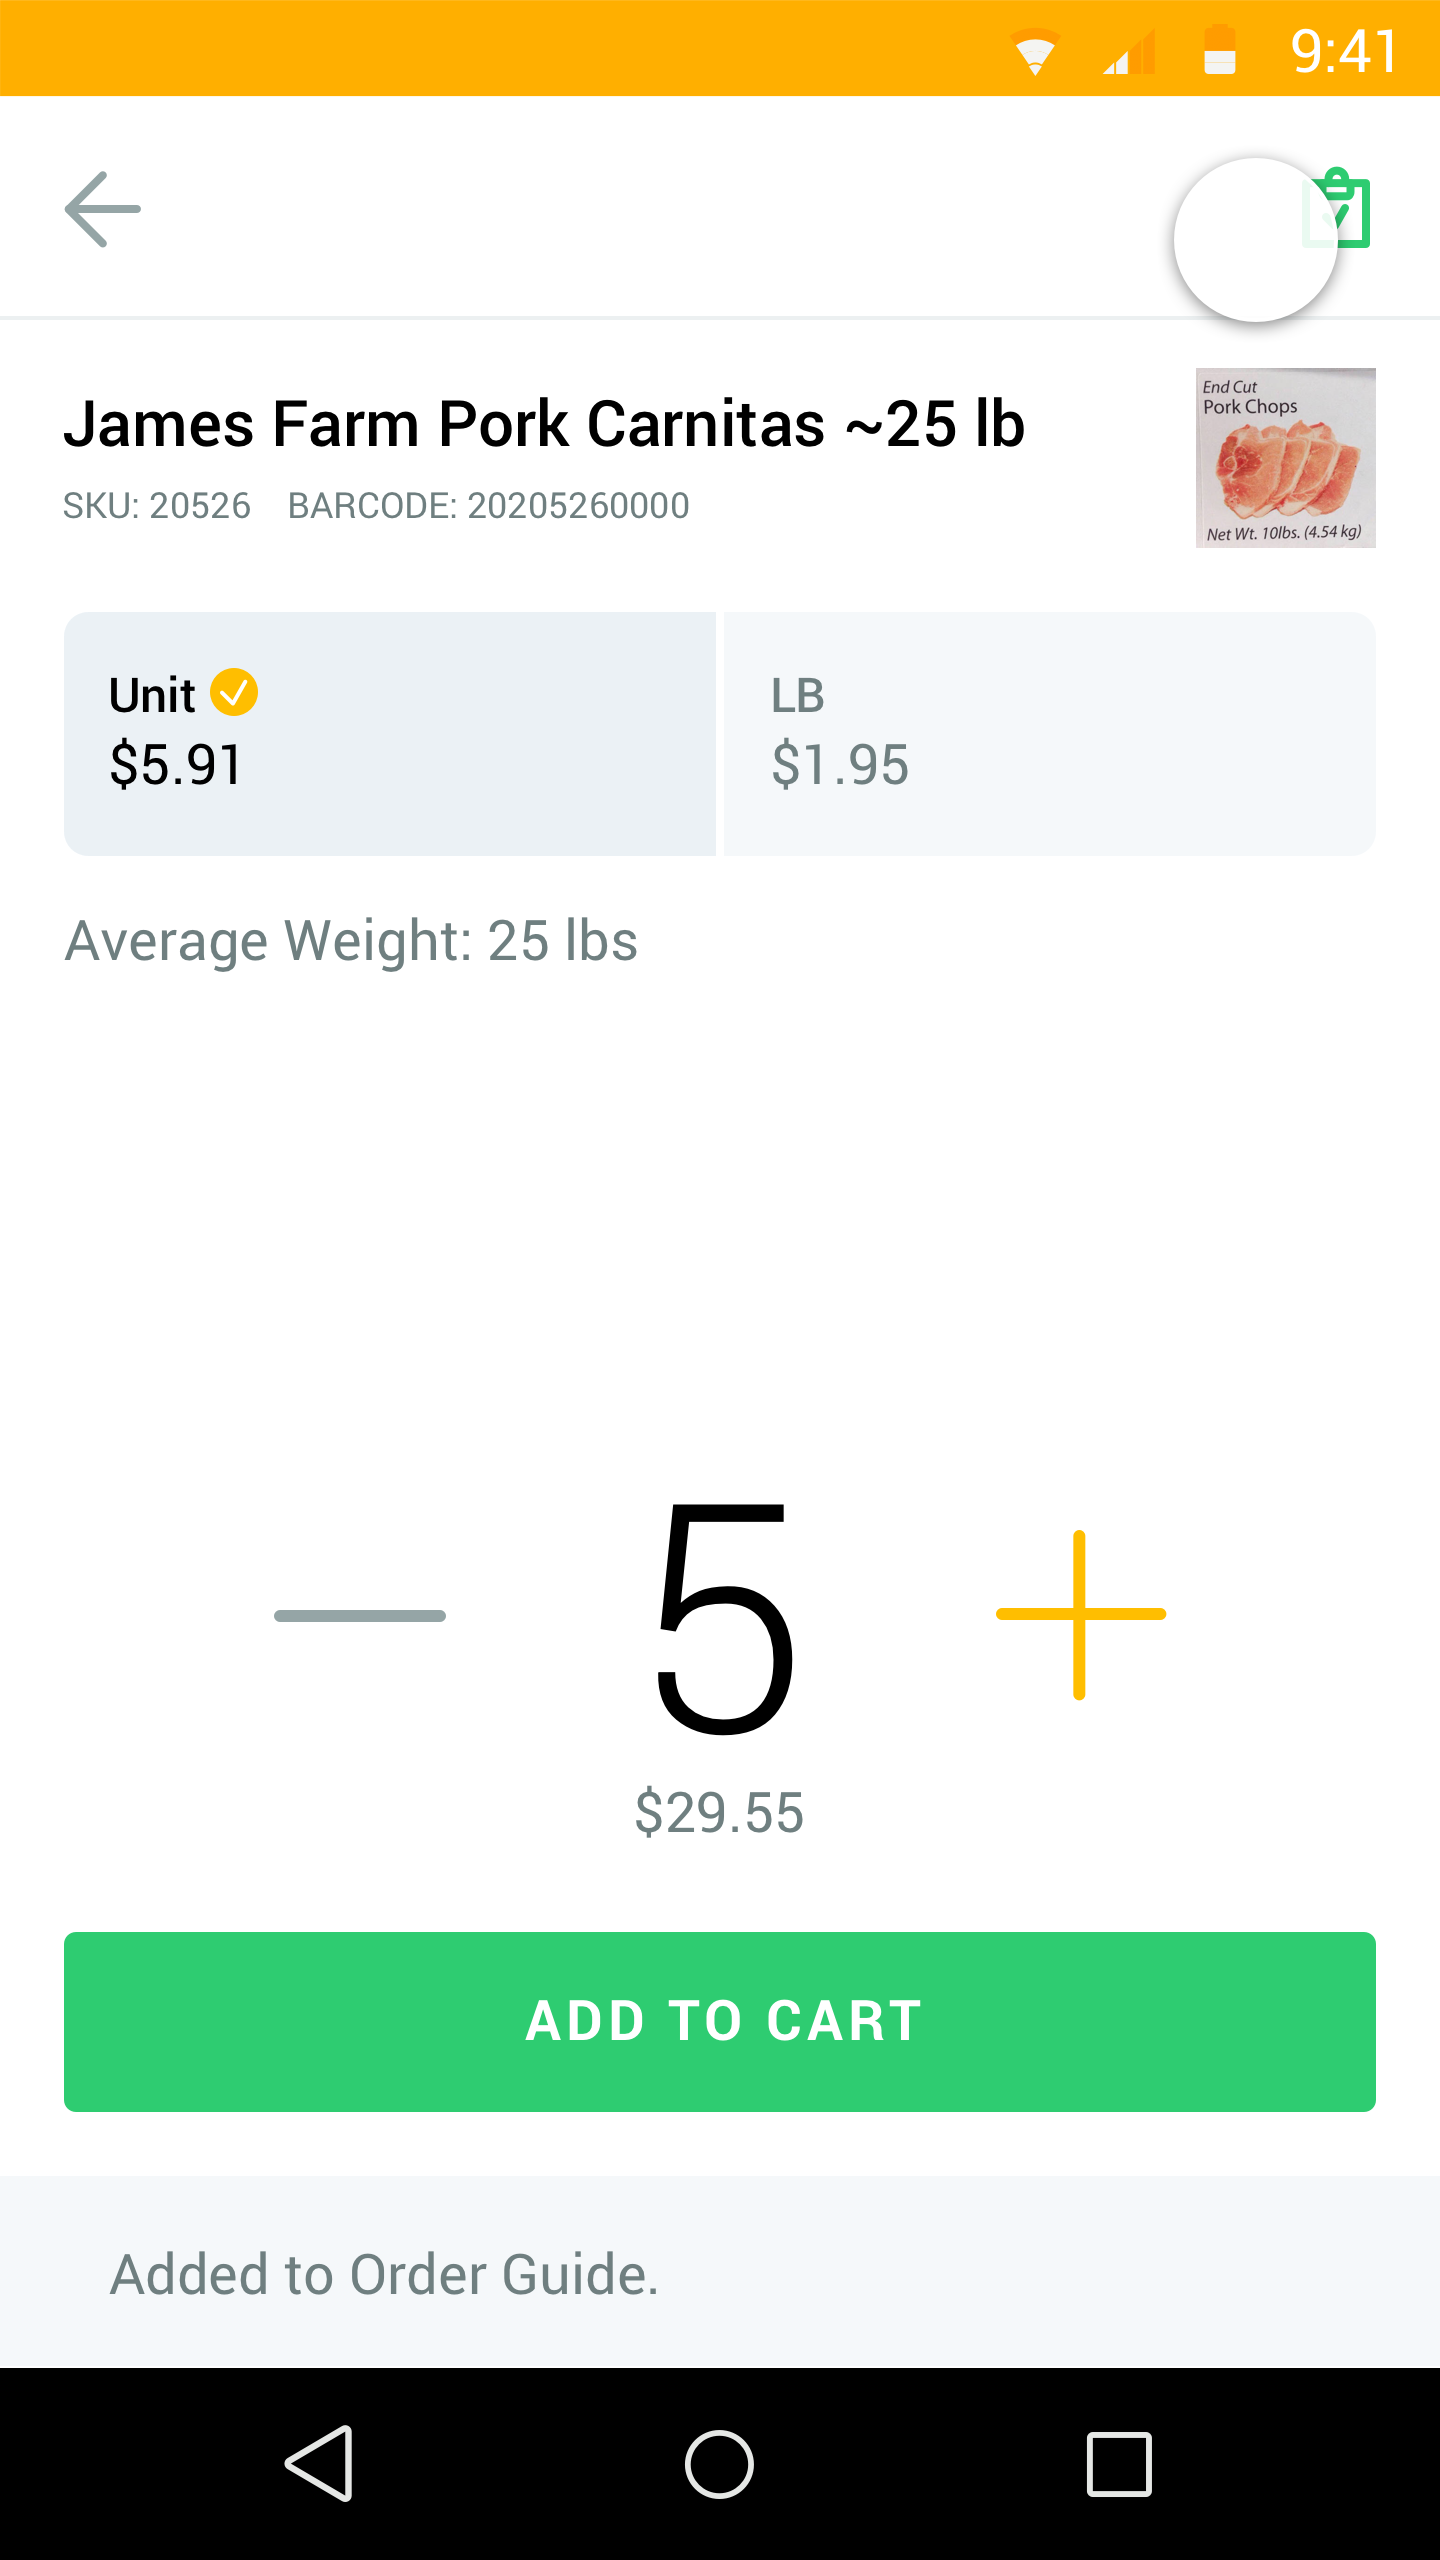 9:41
James Farm Pork Carnitas ~25 lb
SKU: 20526 BARCODE: 20205260000
End Cut
Pork Chops
Net Wt. 10lbs. (4.54 kg)
Unit
$5.91
LB
$1.95
Average Weight: 25 lbs
5
$29.55
ADD TO CART
Added to Order Guide.